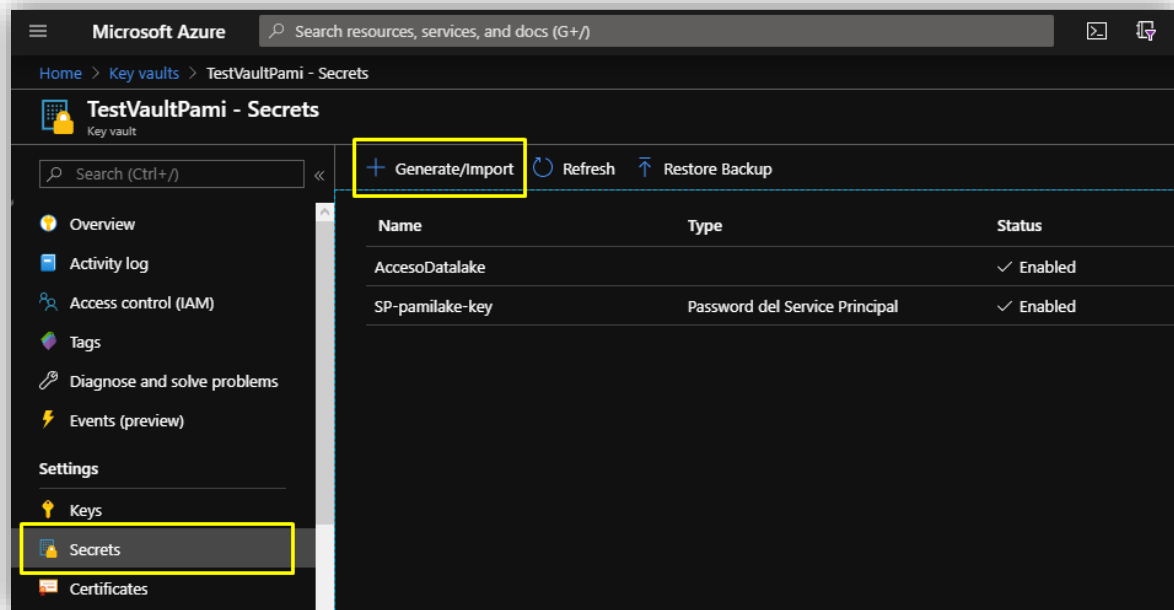 Microsoft Azure
Search resources, services, and docs (G+/)
Home > Key vaults > TestVaultPami - Secrets
TestVaultPami - Secrets
Key vault
Search (Ctrl+/)
«
Generate/Import Refresh Restore Backup
Overview
Activity log
Access control (IAM)
Tags
Diagnose and solve problems
Events (preview)
Settings
Keys
Secrets
Certificates
Name Type Status
AccesoDatalake Enabled
SP-pamilake-key Password del Service Principal Enabled